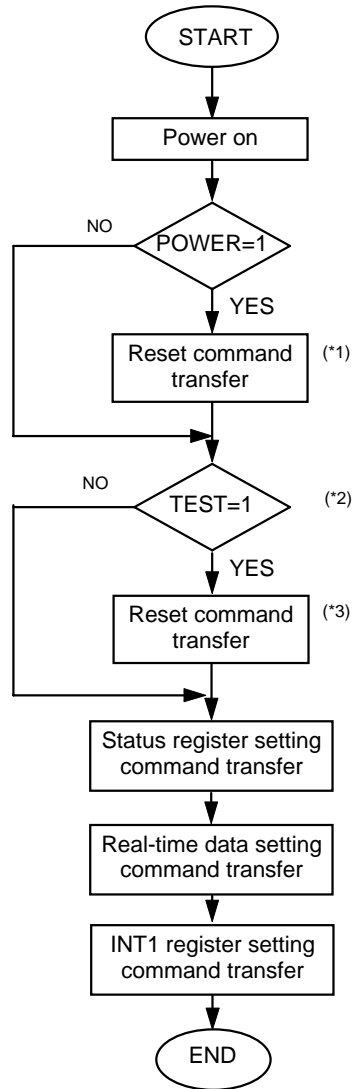 START
Power on
NO
POWER=1
YES
Reset command
transfer
(*1)
NO
TEST=1
(*2)
YES
Reset command
transfer
(*3)
Status register setting
command transfer
Real-time data setting
command transfer
INT1 register setting
command transfer
END